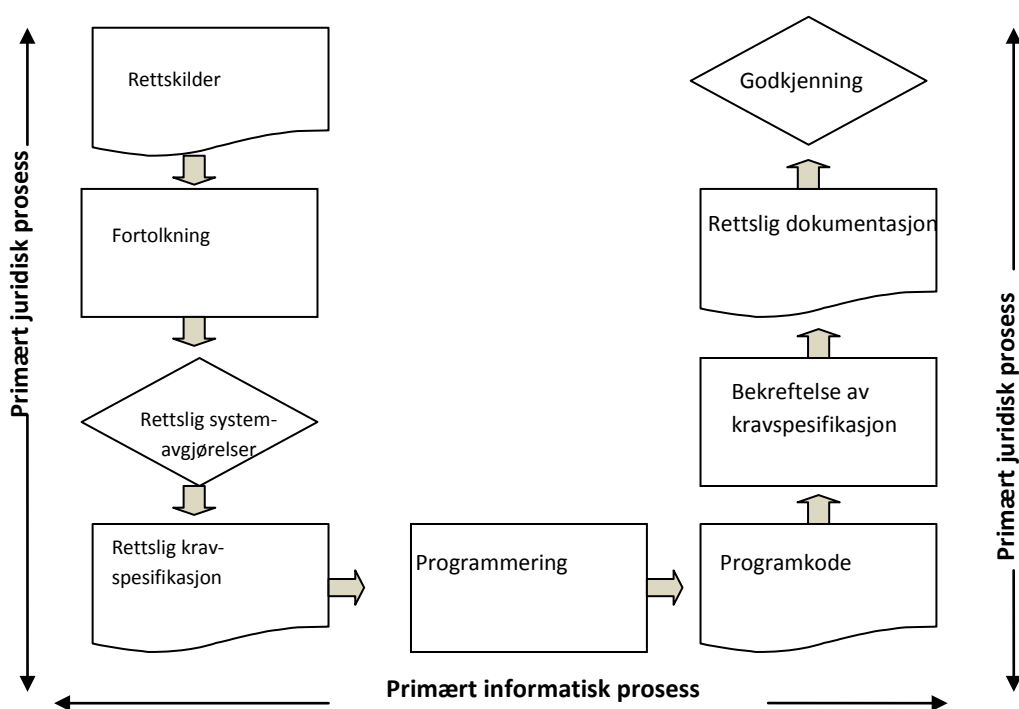 Primært juridisk prosess
Rettskilder
Fortolkning
Rettslig system-
avgjørelser
Rettslig krav-
spesifikasjon
Programmering
Programkode
Bekreftelse av
kravspesifikasjon
Rettslig dokumentasjon
Godkjenning
Primært juridisk prosess
Primært informatisk prosess